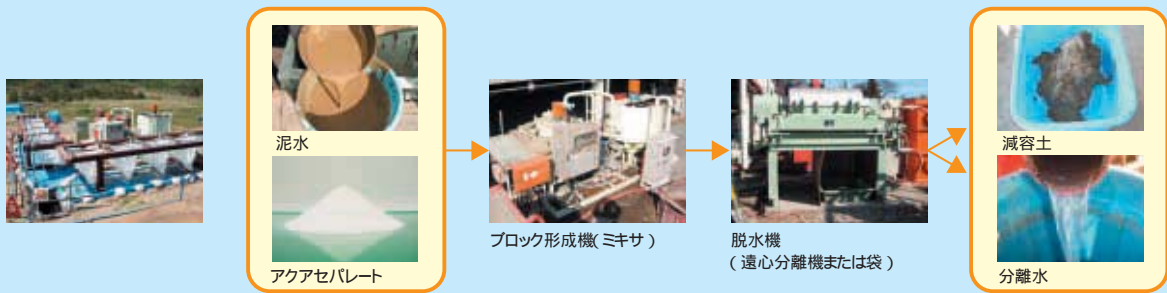 泥水
アクアセパレート
ブロック形成機(ミキサ)
脱水機
(遠心分離機または袋)
減容土
分離水